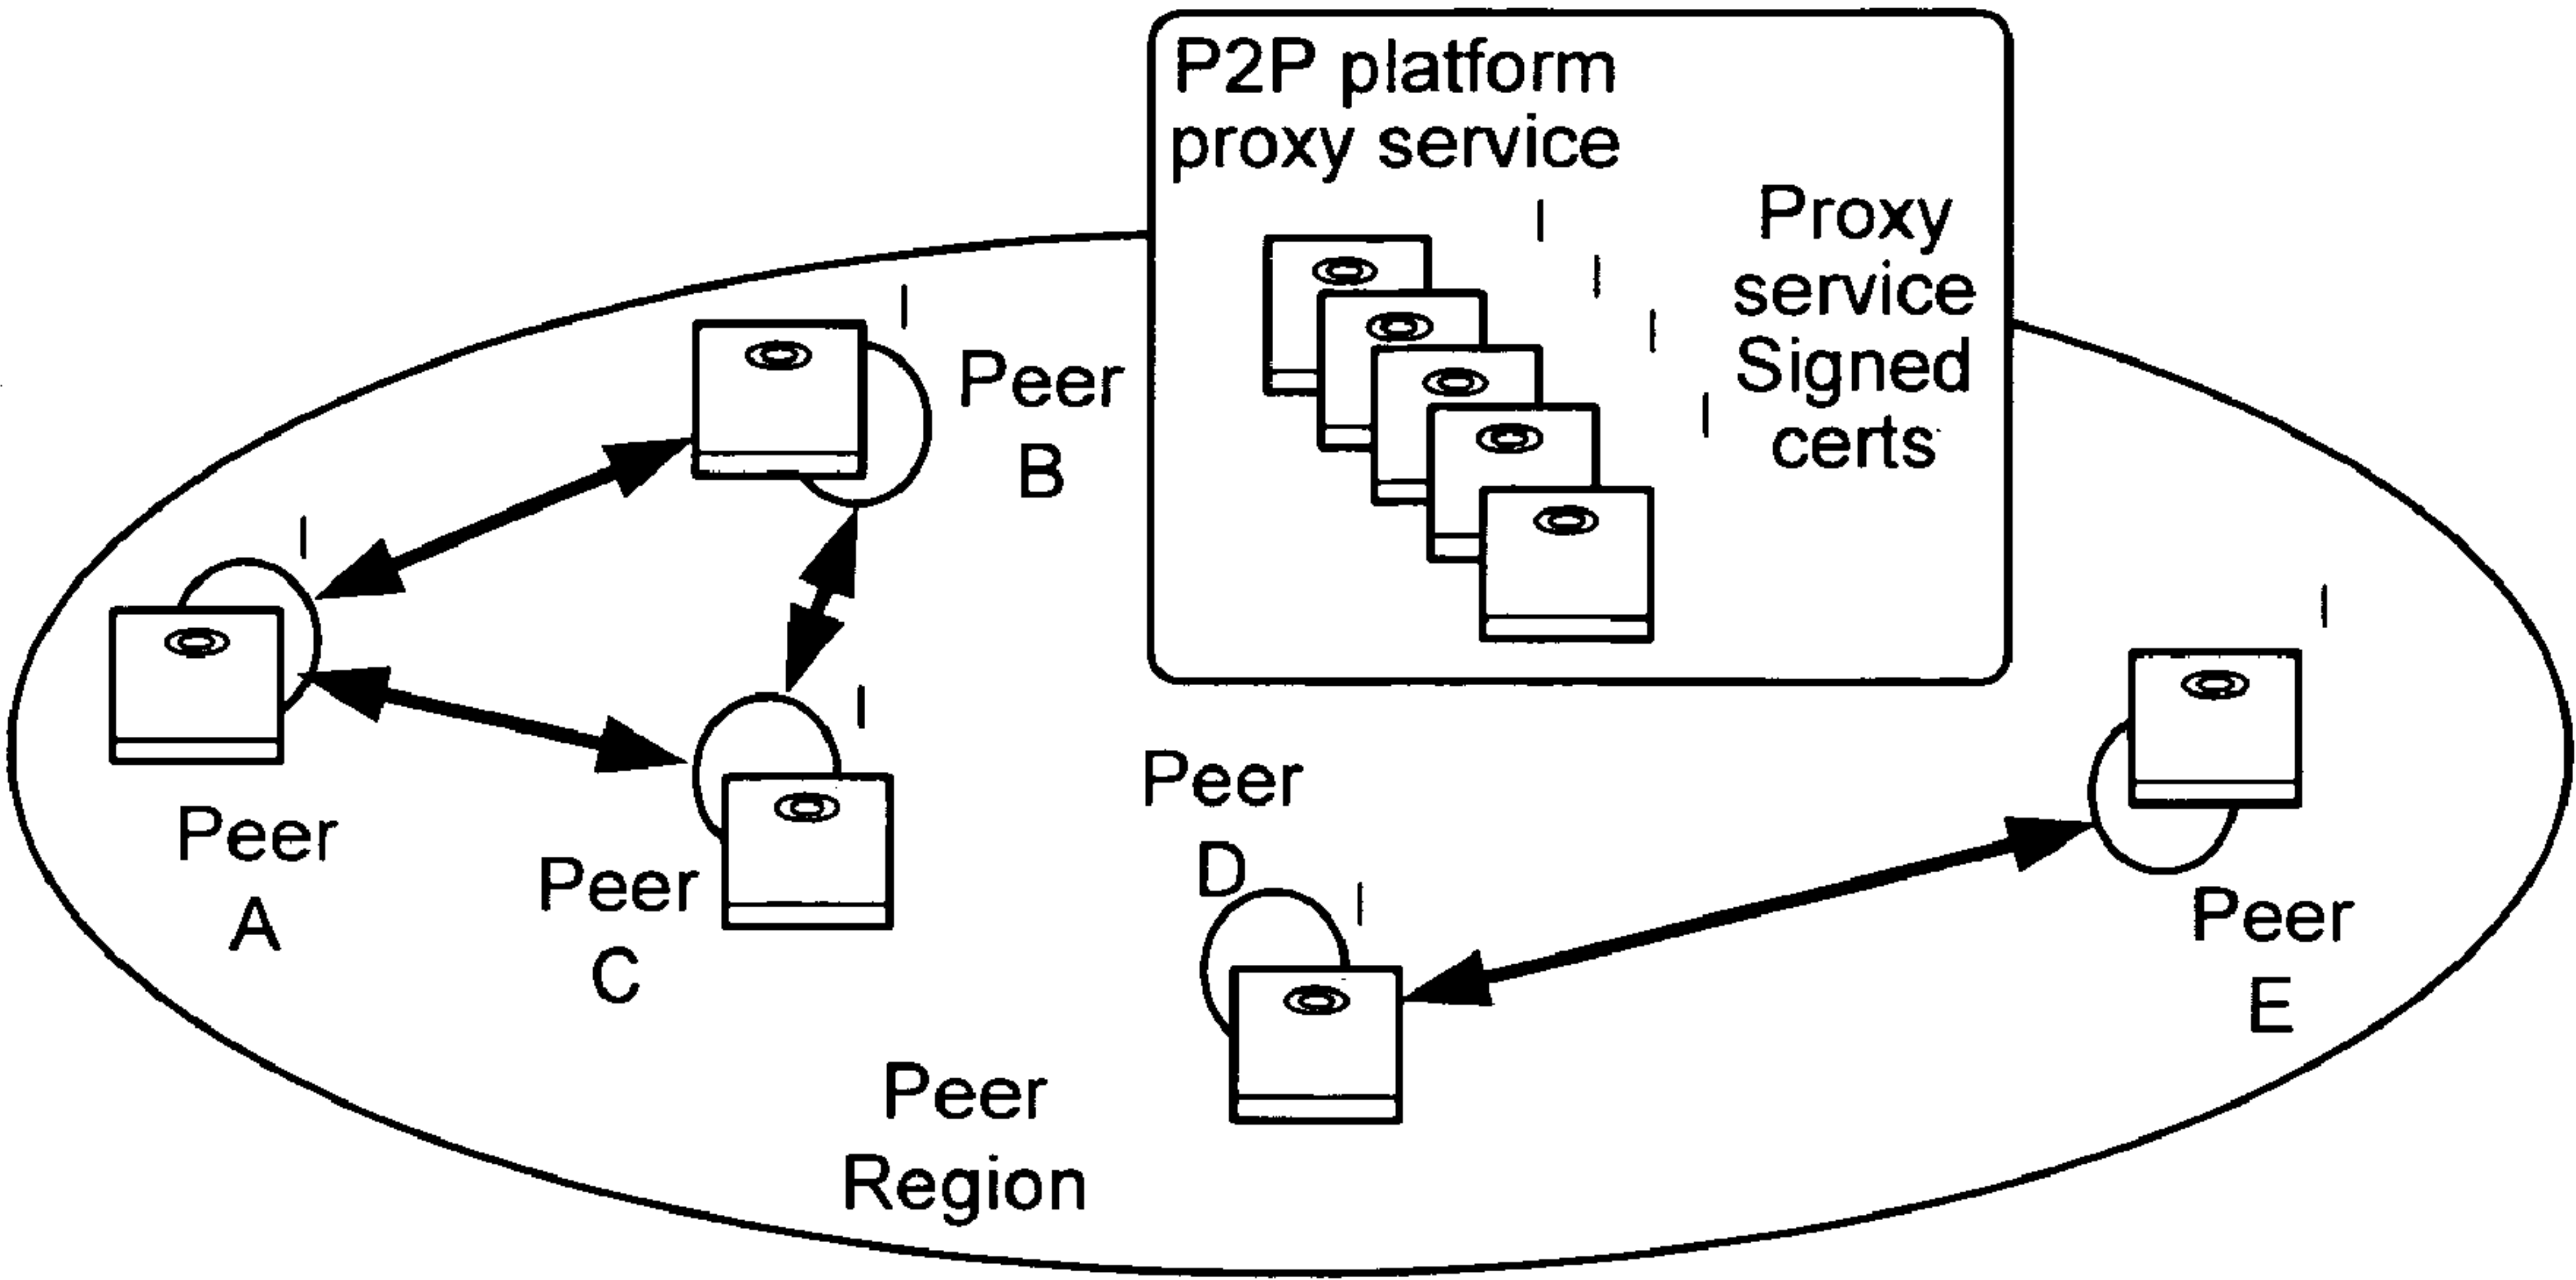 P2P platform
proxy service
Proxy
service
Signed
certs
Peer
B
Peer
A
Peer
C
Peer
D
Peer
E
Peer
Region